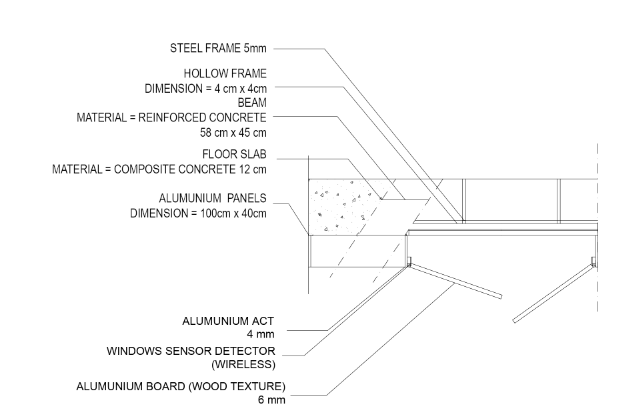 STEEL FRAME 5mm
HOLLOW FRAME
DIMENSION = 4 cm x 4cm
BEAM
MATERIAL = REINFORCED CONCRETE
58 cm x 45 cm
FLOOR SLAB
MATERIAL = COMPOSITE CONCRETE 12 cm
ALUMUNIUM PANELS
DIMENSION = 100cm x 40cm
ALUMUNIUM ACT
4 mm
WINDOWS SENSOR DETECTOR
(WIRELESS)
ALUMUNIUM BOARD (WOOD TEXTURE)
6 mm